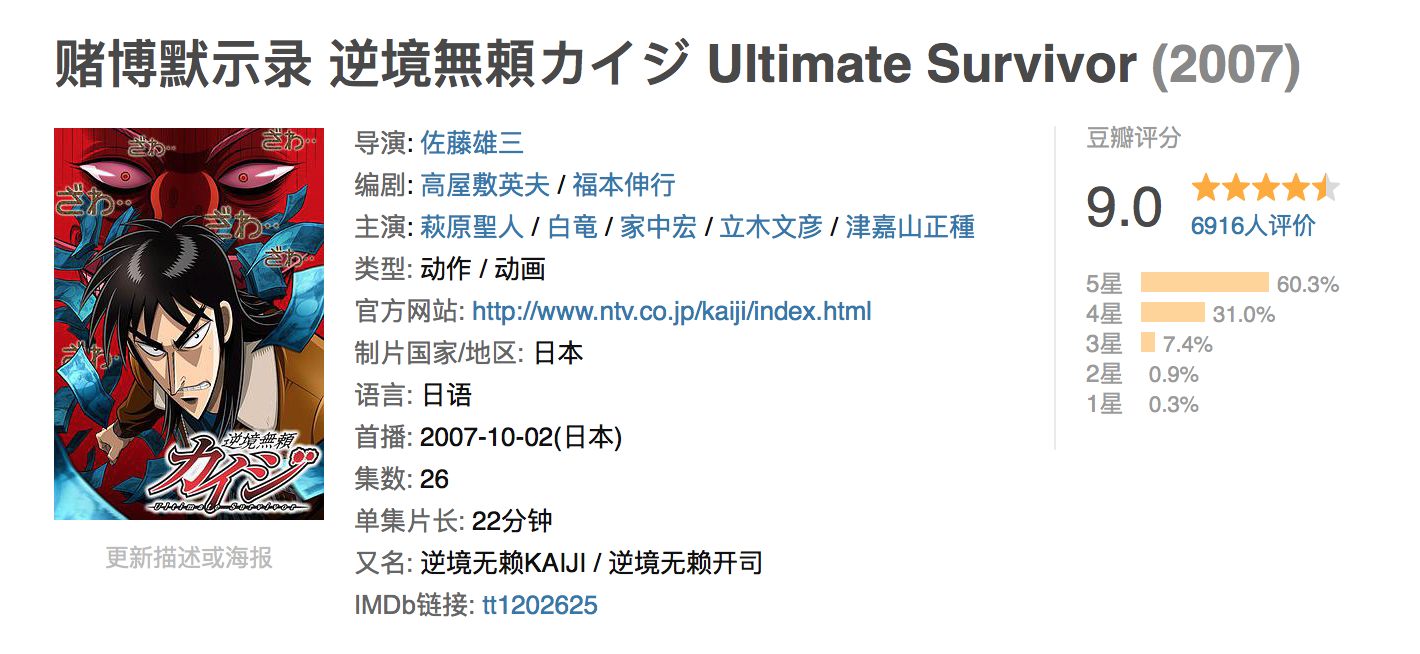 赌博默示录 逆境無頼カイジ Ultimate Survivor (2007)
ざわ‥
ざわ‥
ざわ‥
ざわ‥
ざわ‥
ざわ‥
逆境無頼
カイジ
Ultimate Survivor
更新描述或海报
导演: 佐藤雄三
编剧: 高屋敷英夫 / 福本伸行
主演: 萩原聖人 / 白竜 / 家中宏 / 立木文彦 / 津嘉山正種
类型: 动作 / 动画
官方网站: http://www.ntv.co.jp/kaiji/index.html
制片国家/地区: 日本
语言: 日语
首播: 2007-10-02(日本)
集数: 26
单集片长: 22分钟
又名: 逆境无赖KAIJI / 逆境无赖开司
IMDb链接: tt1202625
豆瓣评分
9.0
6916人评价
5星 60.3%
4星 31.0%
3星 7.4%
2星 0.9%
1星 0.3%